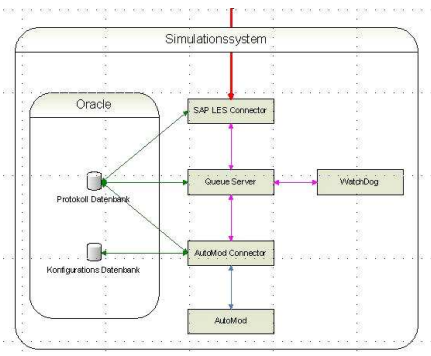 Simulationssystem
Oracle
SAP LES Connector
Queue Server
WatchDog
Protokoll Datenbank
AutoMod Connector
Konfigurations Datenbank
AutoMod